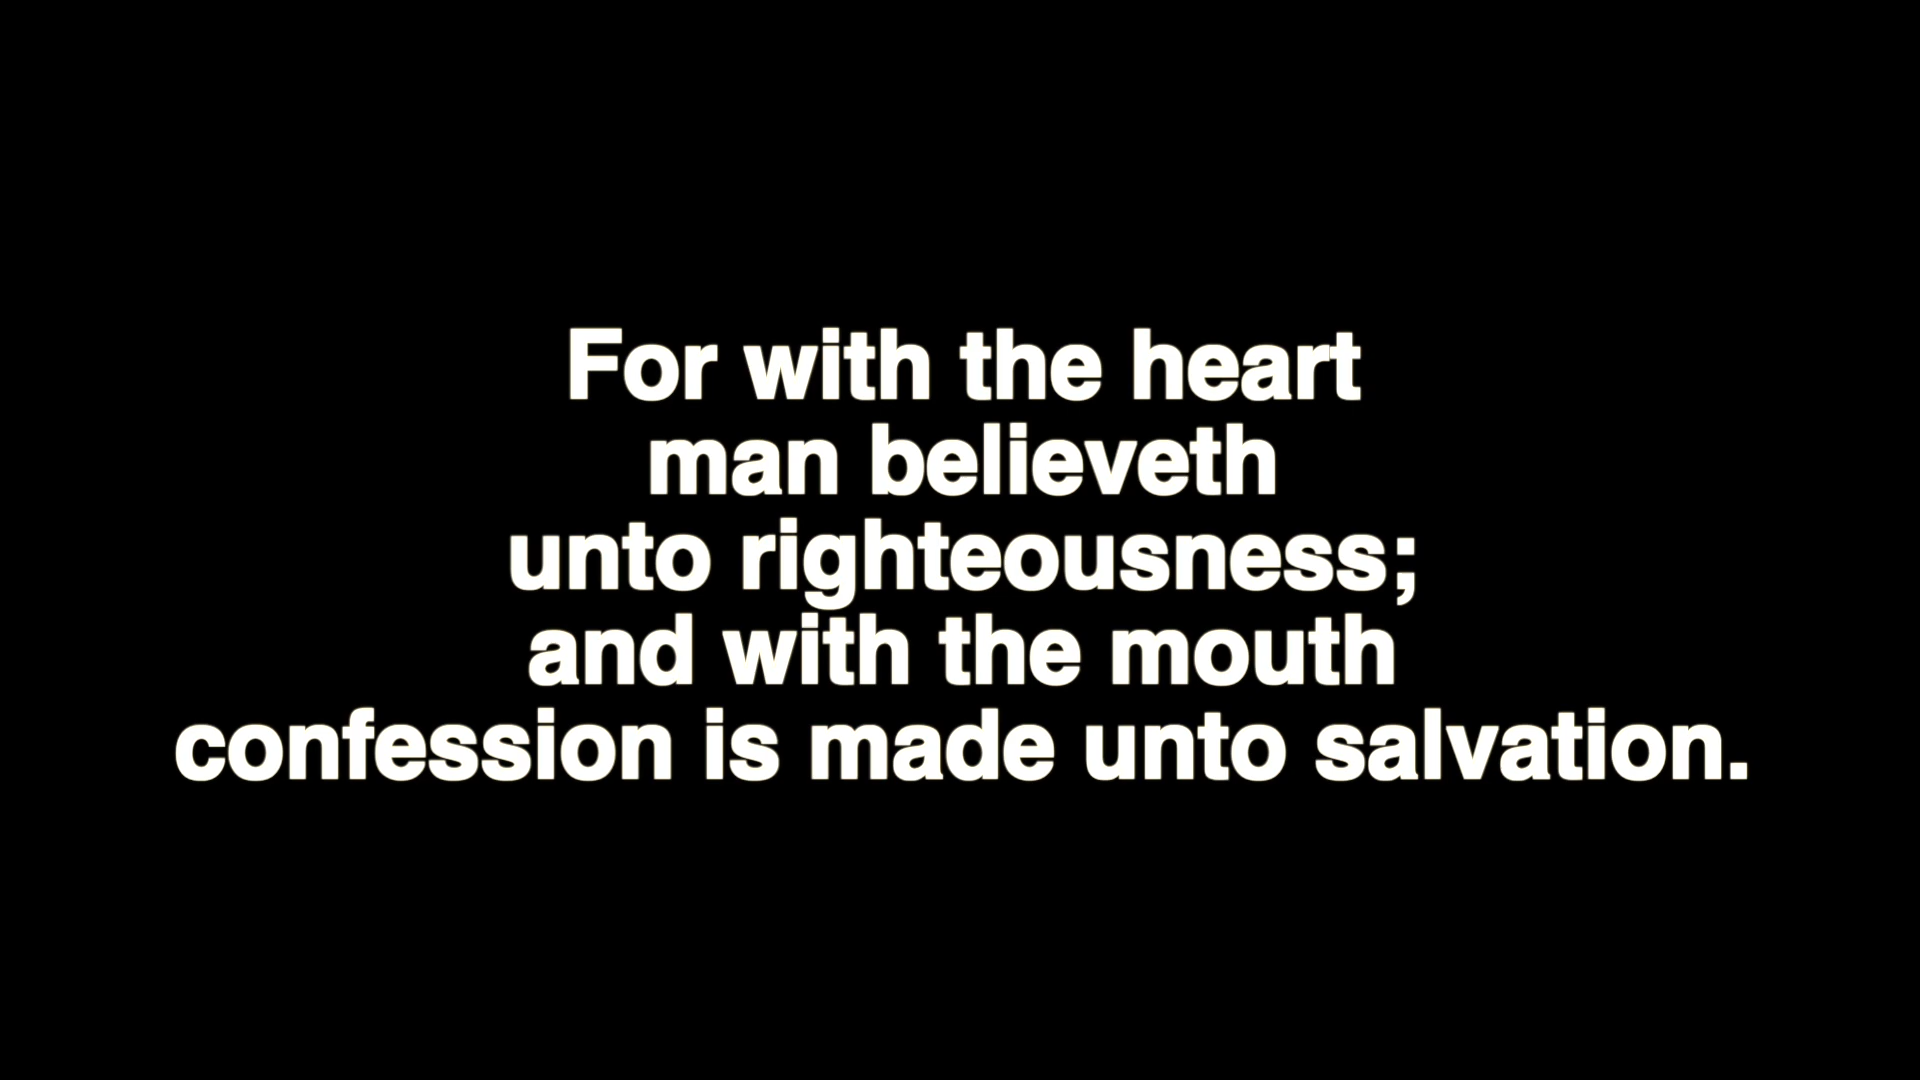 For with the heart
man believeth
unto righteousness;
and with the mouth
confession is made unto salvation.